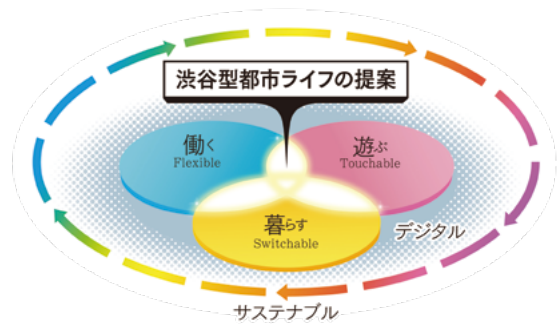 渋谷型都市ライフの提案
働く
Flexible
遊ぶ
Touchable
暮らす
Switchable
デジタル
サステナブル